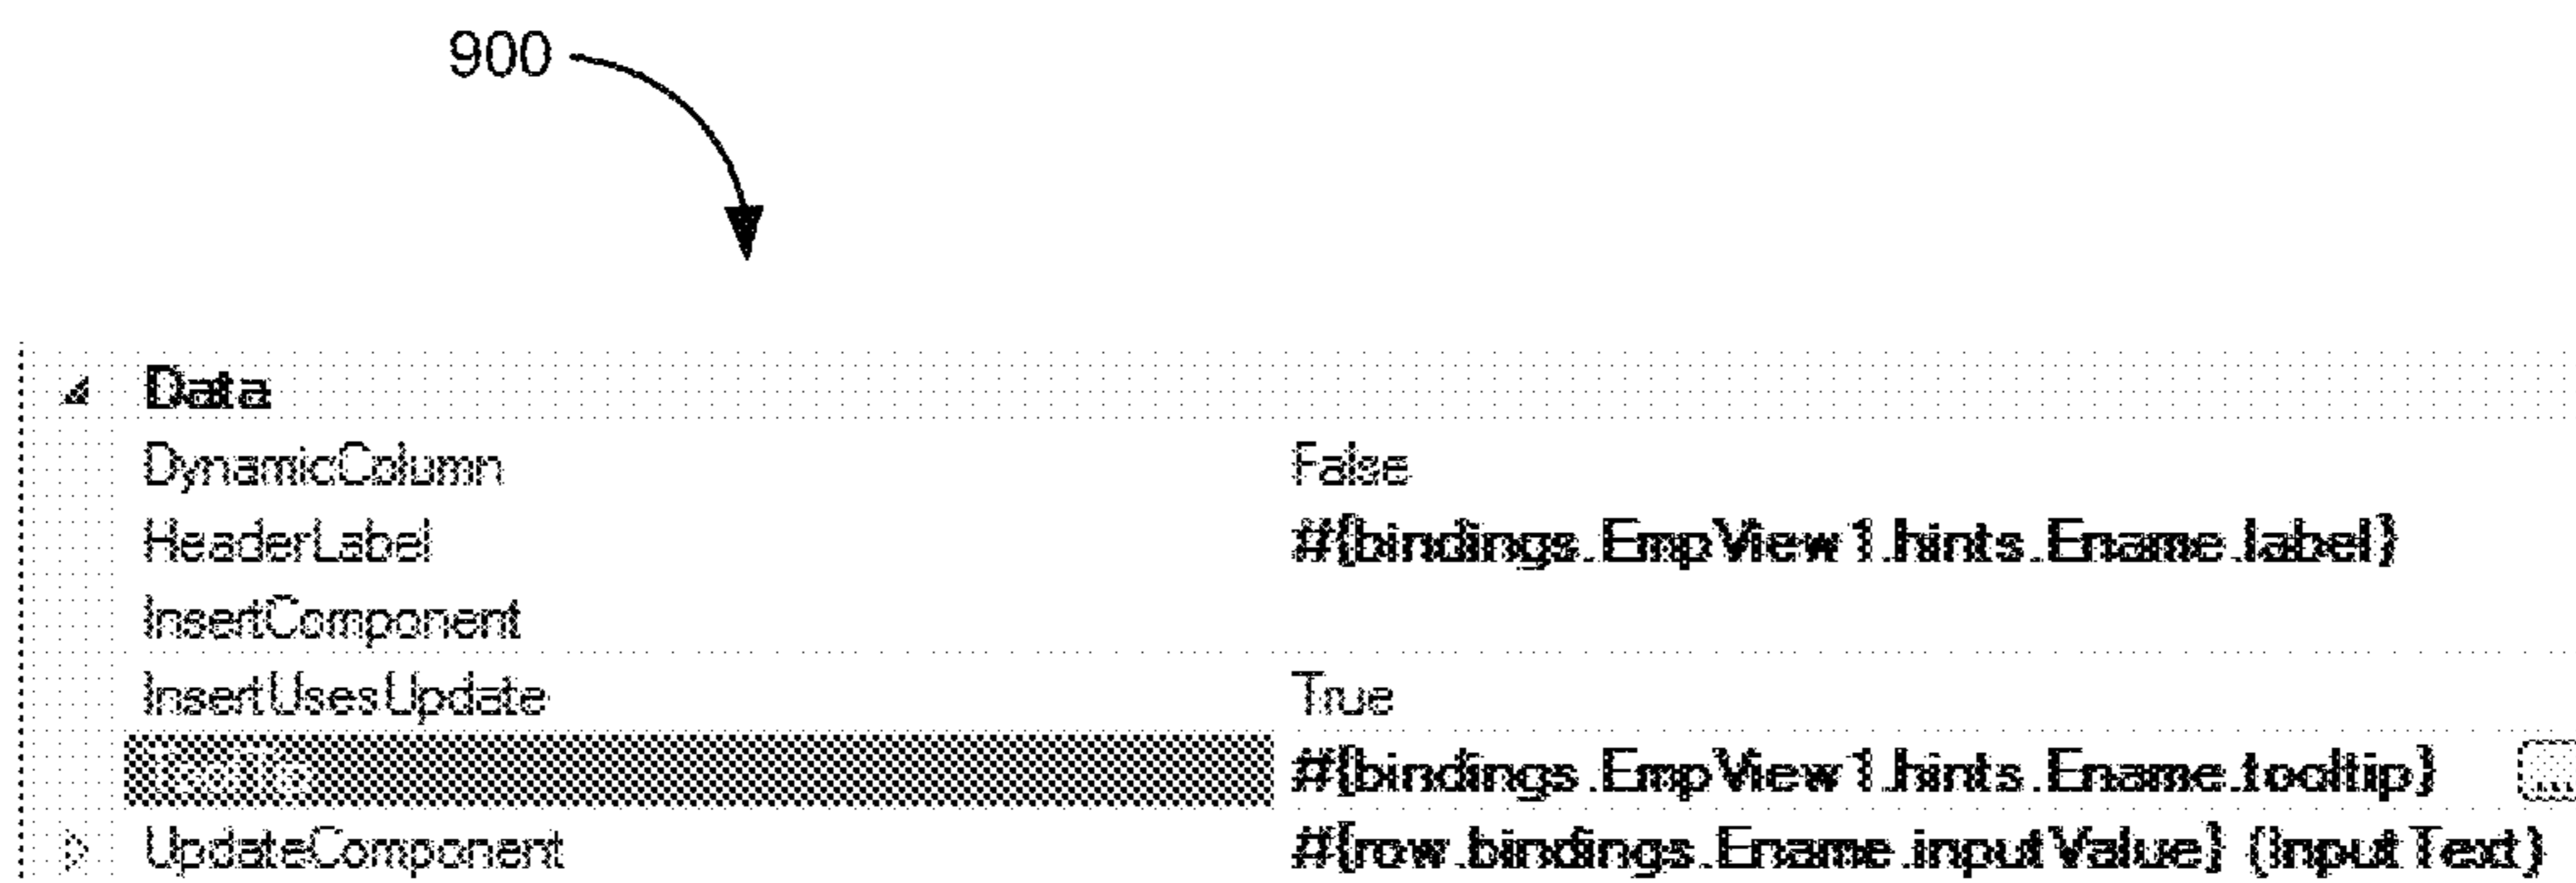 900
Data
DynamicColumn False
HeaderLabel #{bindings.EmpView1.hints.Ename.label}
InsertComponent
InsertUsesUpdate True
ToolTip #{bindings.EmpView1.hints.Ename.tooltip} ...
UpdateComponent #{row.bindings.Ename.inputValue} (InputText)